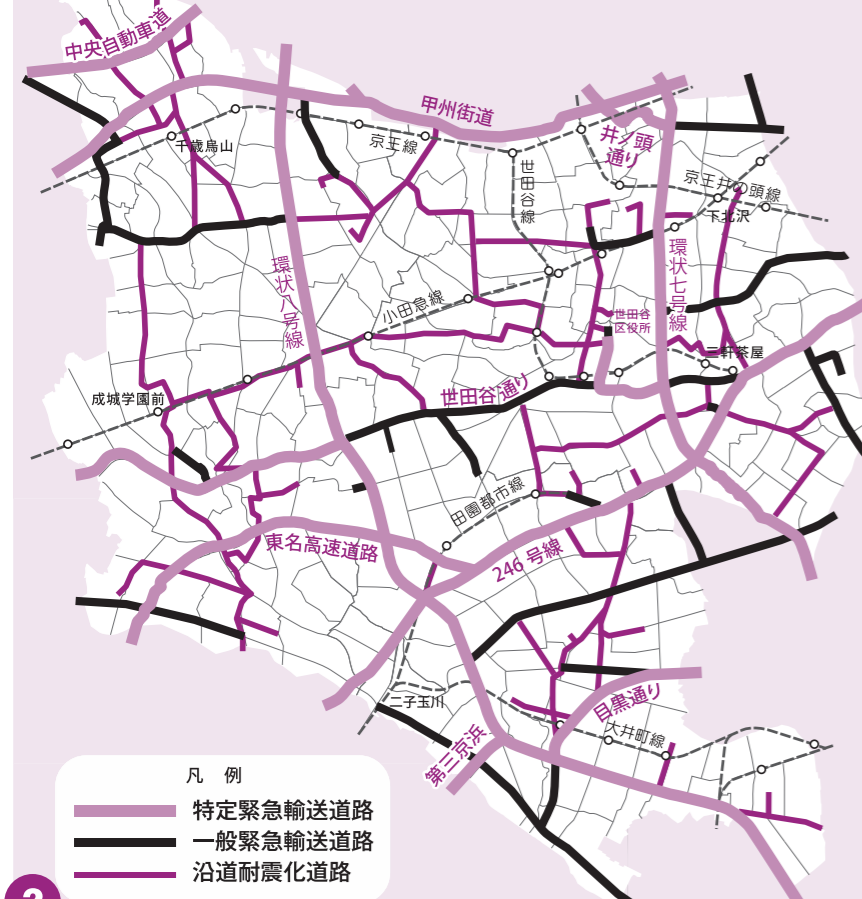 中央自動車道
甲州街道
千歳烏山
京王線
井ノ頭
通り
世田谷線
京王井の頭線
下北沢
環状八号線
環状七号線
小田急線
世田谷
区役所
三軒茶屋
成城学園前
世田谷通り
田園都市線
東名高速道路
246号線
二子玉川
目黒通り
大井町線
第三京浜
凡 例
特定緊急輸送道路
一般緊急輸送道路
沿道耐震化道路